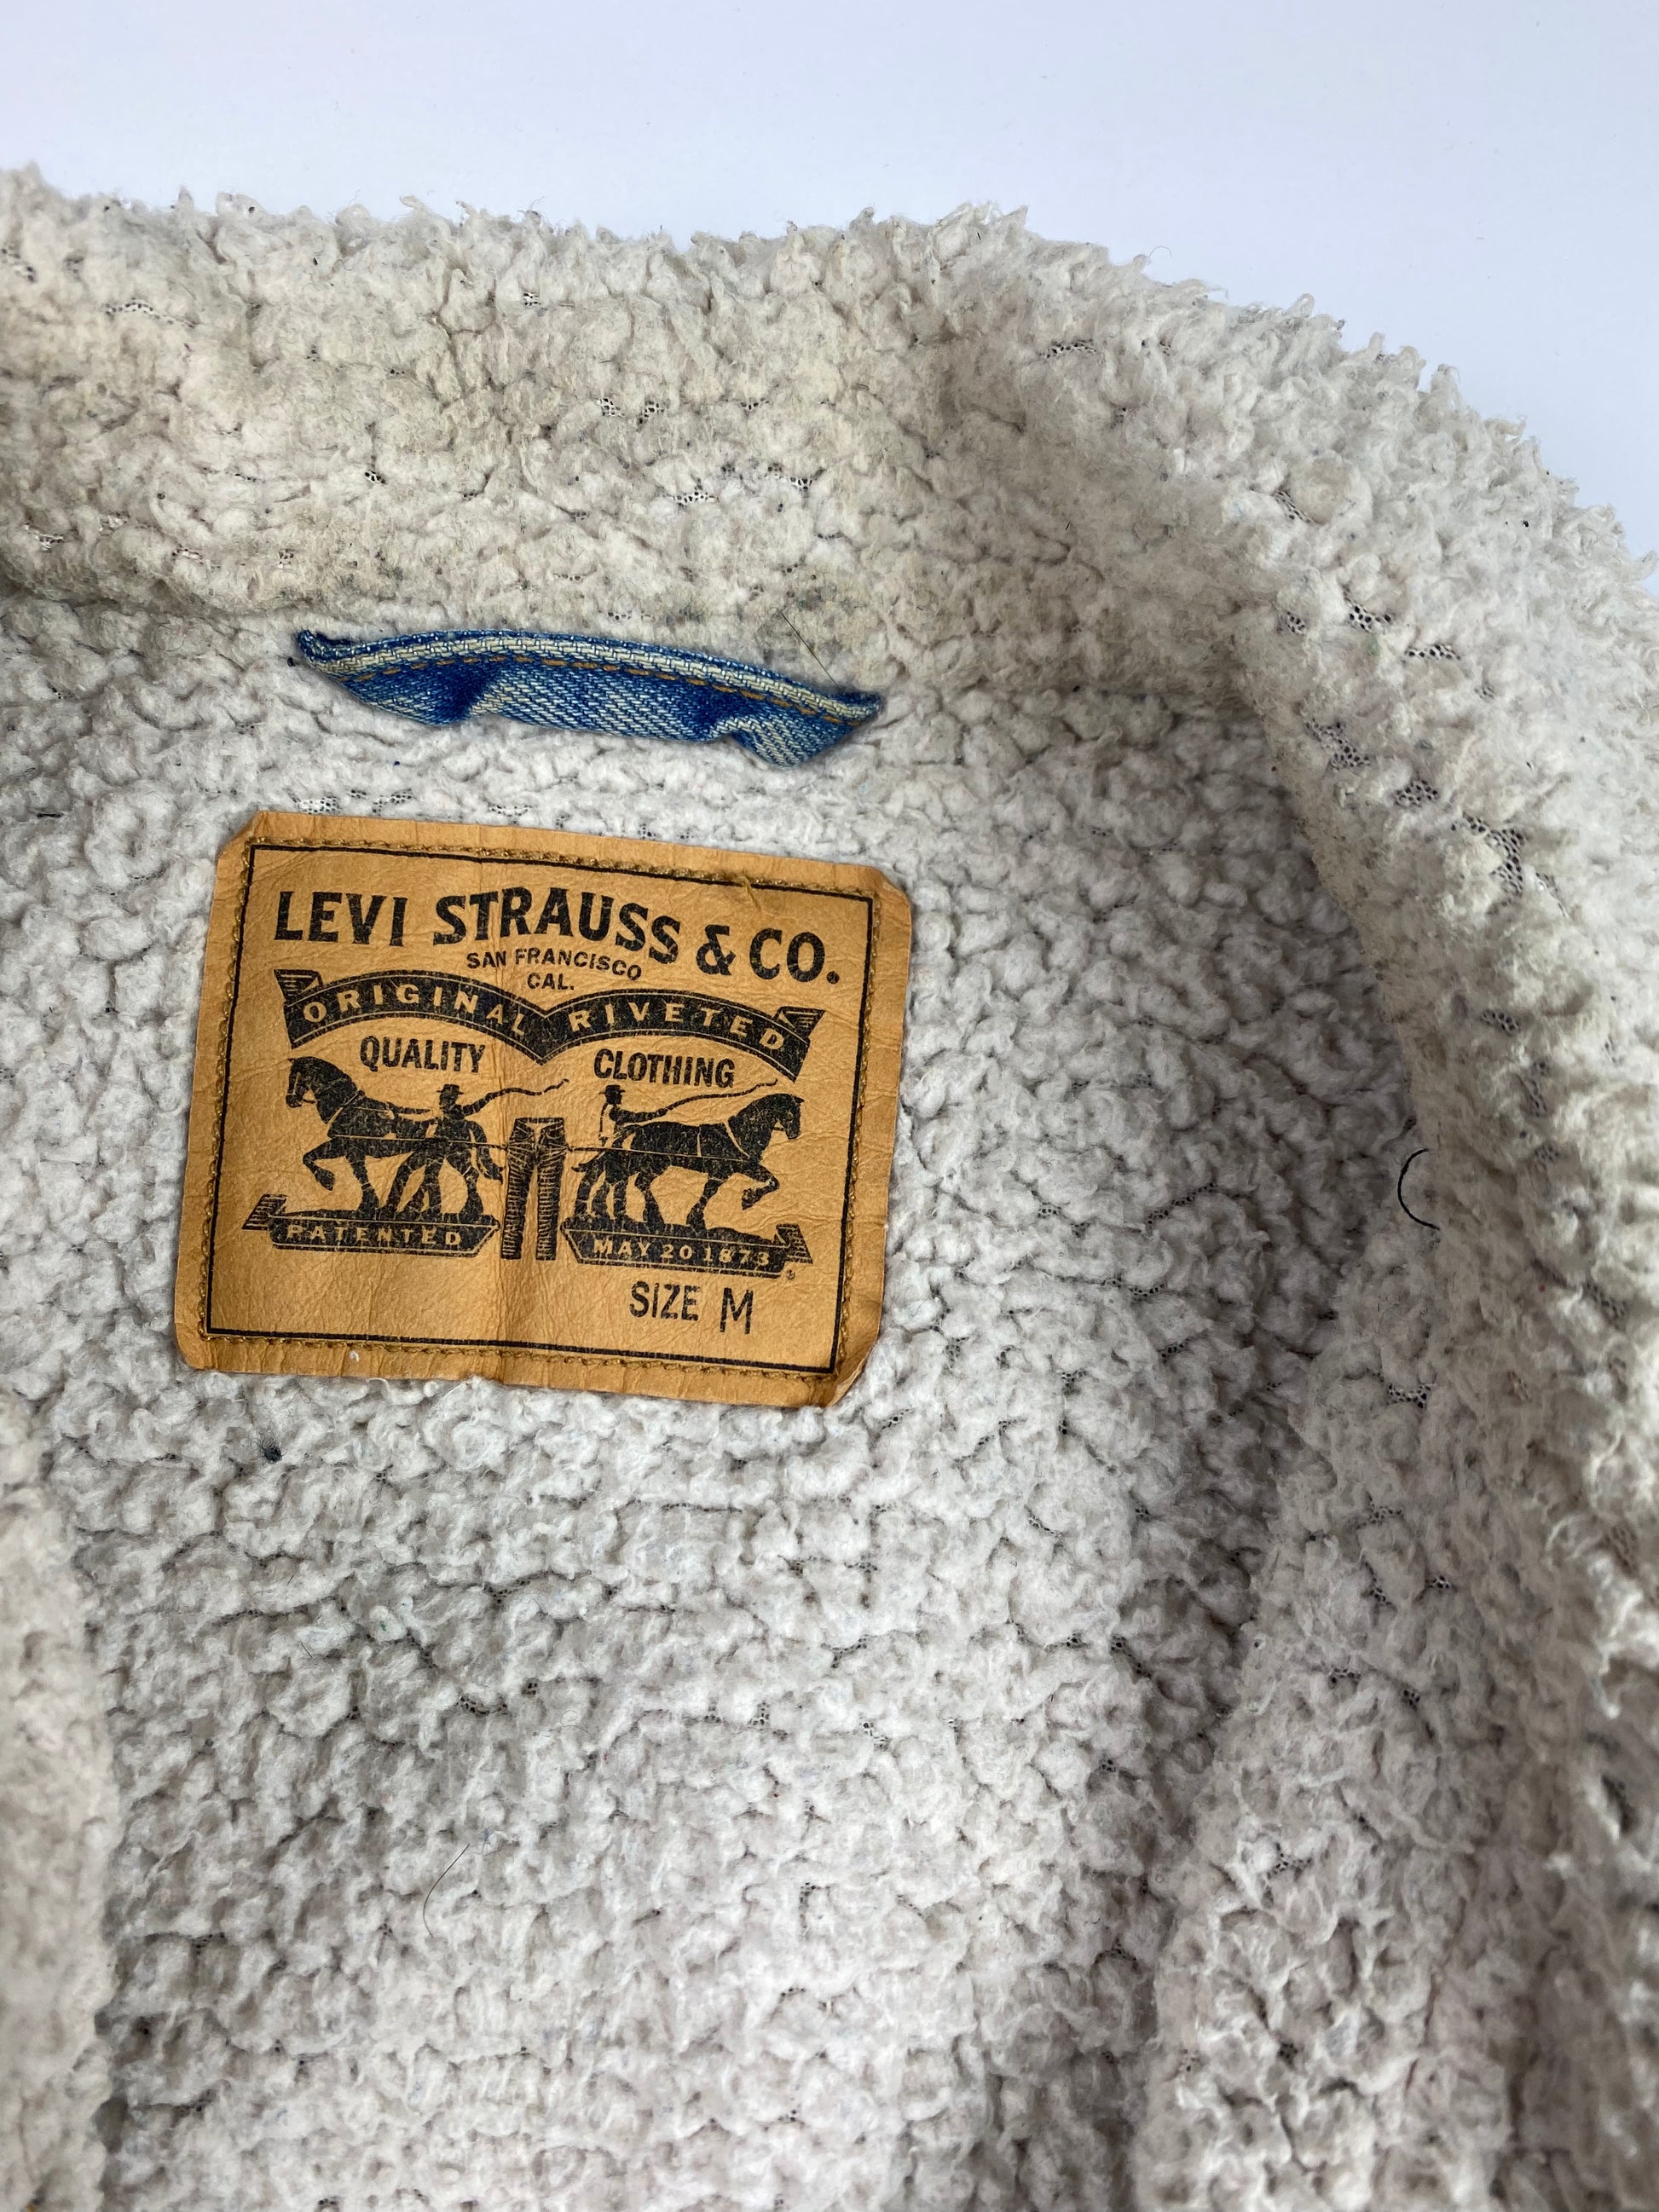 LEVI STRAUSS & CO.
SAN FRANCISCO
CAL.
ORIGINAL RIVETED
QUALITY CLOTHING
PATENTED MAY 20 1873
SIZE M